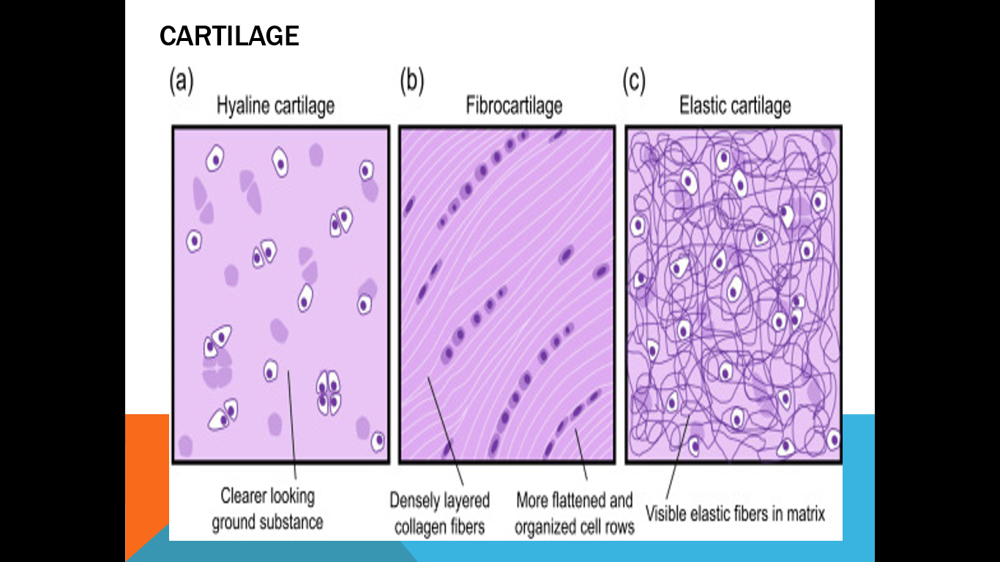 CARTILAGE
(a)
Hyaline cartilage
(b)
Fibrocartilage
(c)
Elastic cartilage
Clearer looking
ground substance
Densely layered
collagen fibers
More flattened and
organized cell rows
Visible elastic fibers in matrix